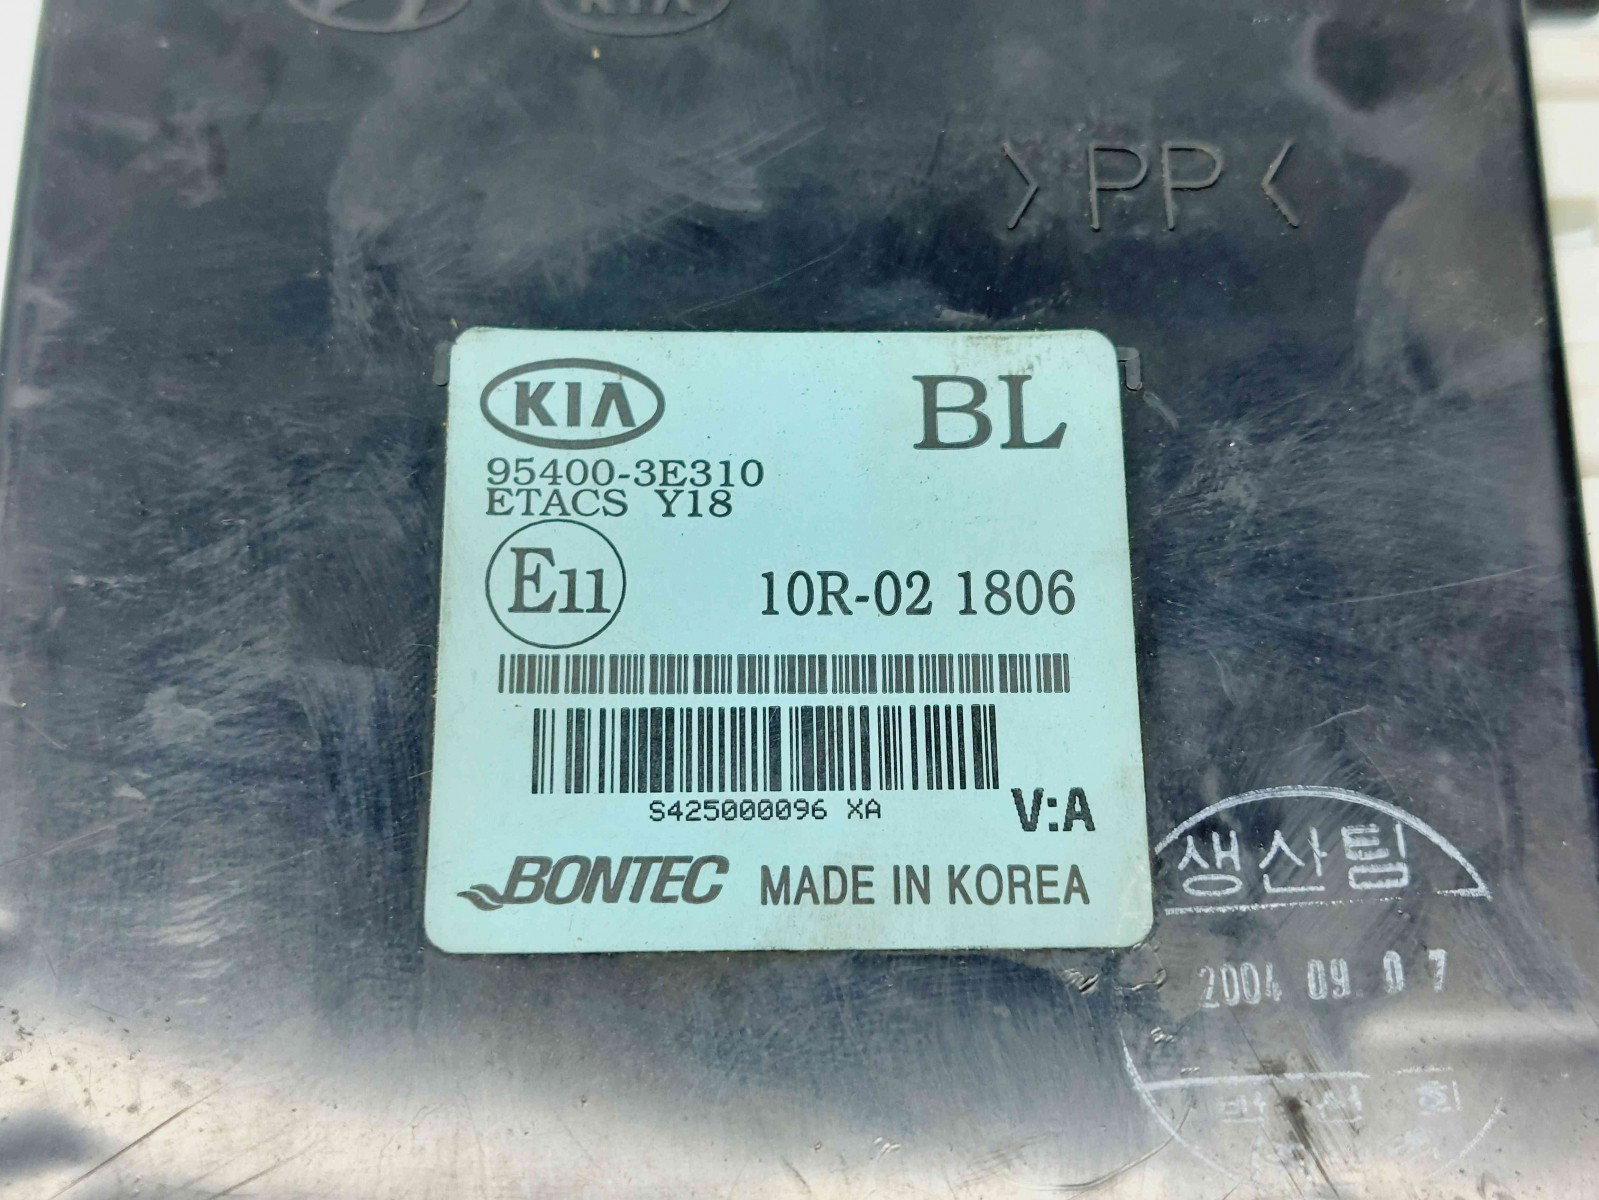 KIA
>PP<
KIA
BL
95400-3E310
ETACS Y18
E11
10R-02 1806
S425000096 XA
V:A
BONTEC MADE IN KOREA
생산팀
2004 09. 07